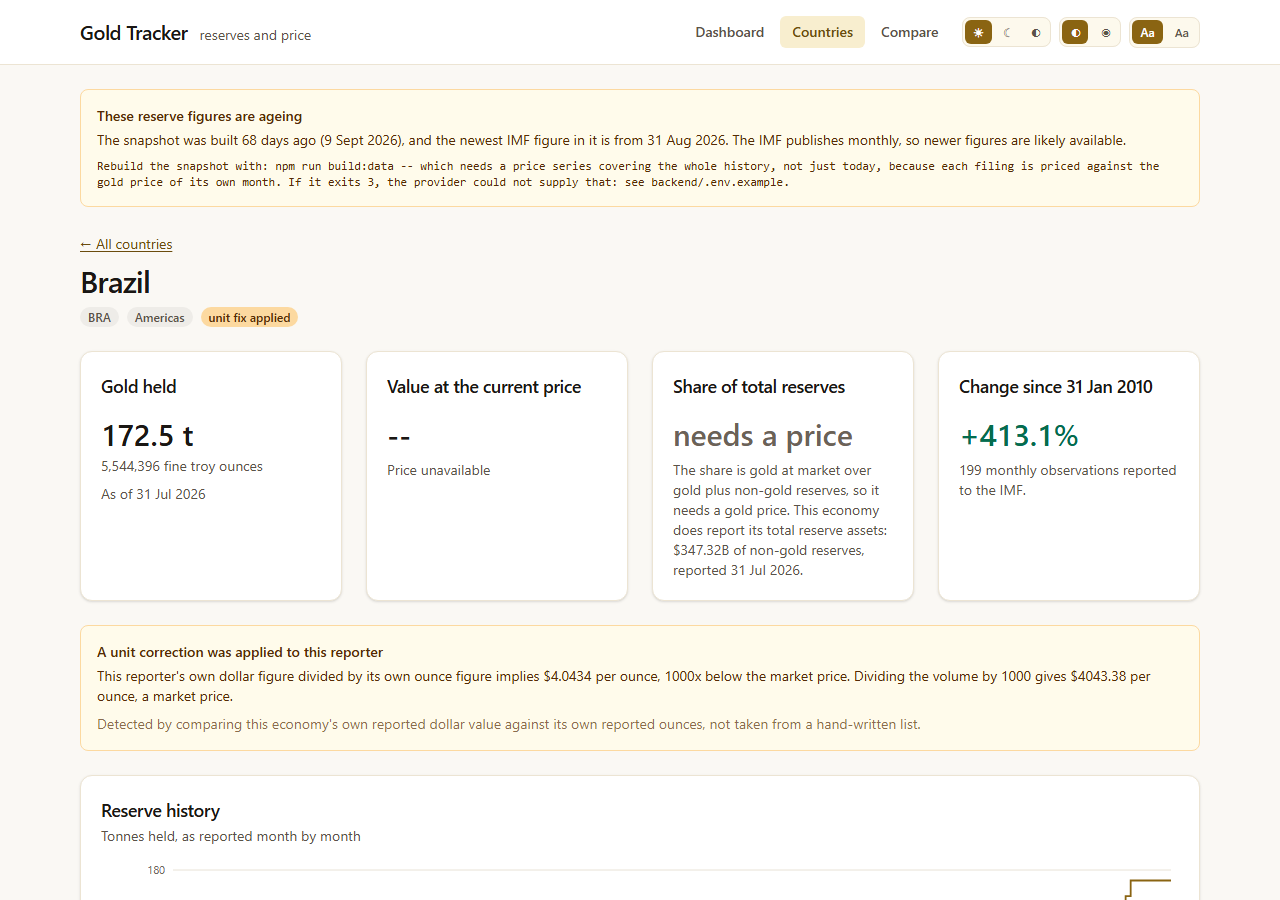 Gold Tracker reserves and price
Dashboard Countries Compare Aa Aa
These reserve figures are ageing
The snapshot was built 68 days ago (9 Sept 2026), and the newest IMF figure in it is from 31 Aug 2026. The IMF publishes monthly, so newer figures are likely available.
Rebuild the snapshot with: npm run build:data -- which needs a price series covering the whole history, not just today, because each filing is priced against the
gold price of its own month. If it exits 3, the provider could not supply that: see backend/.env.example.
← All countries
Brazil
BRA Americas unit fix applied
Gold held
172.5 t
5,544,396 fine troy ounces
As of 31 Jul 2026
Value at the current price
--
Price unavailable
Share of total reserves
needs a price
The share is gold at market over
gold plus non-gold reserves, so it
needs a gold price. This economy
does report its total reserve assets:
$347.32B of non-gold reserves,
reported 31 Jul 2026.
Change since 31 Jan 2010
+413.1%
199 monthly observations reported
to the IMF.
A unit correction was applied to this reporter
This reporter's own dollar figure divided by its own ounce figure implies $4.0434 per ounce, 1000x below the market price. Dividing the volume by 1000 gives $4043.38 per
ounce, a market price.
Detected by comparing this economy's own reported dollar value against its own reported ounces, not taken from a hand-written list.
Reserve history
Tonnes held, as reported month by month
180